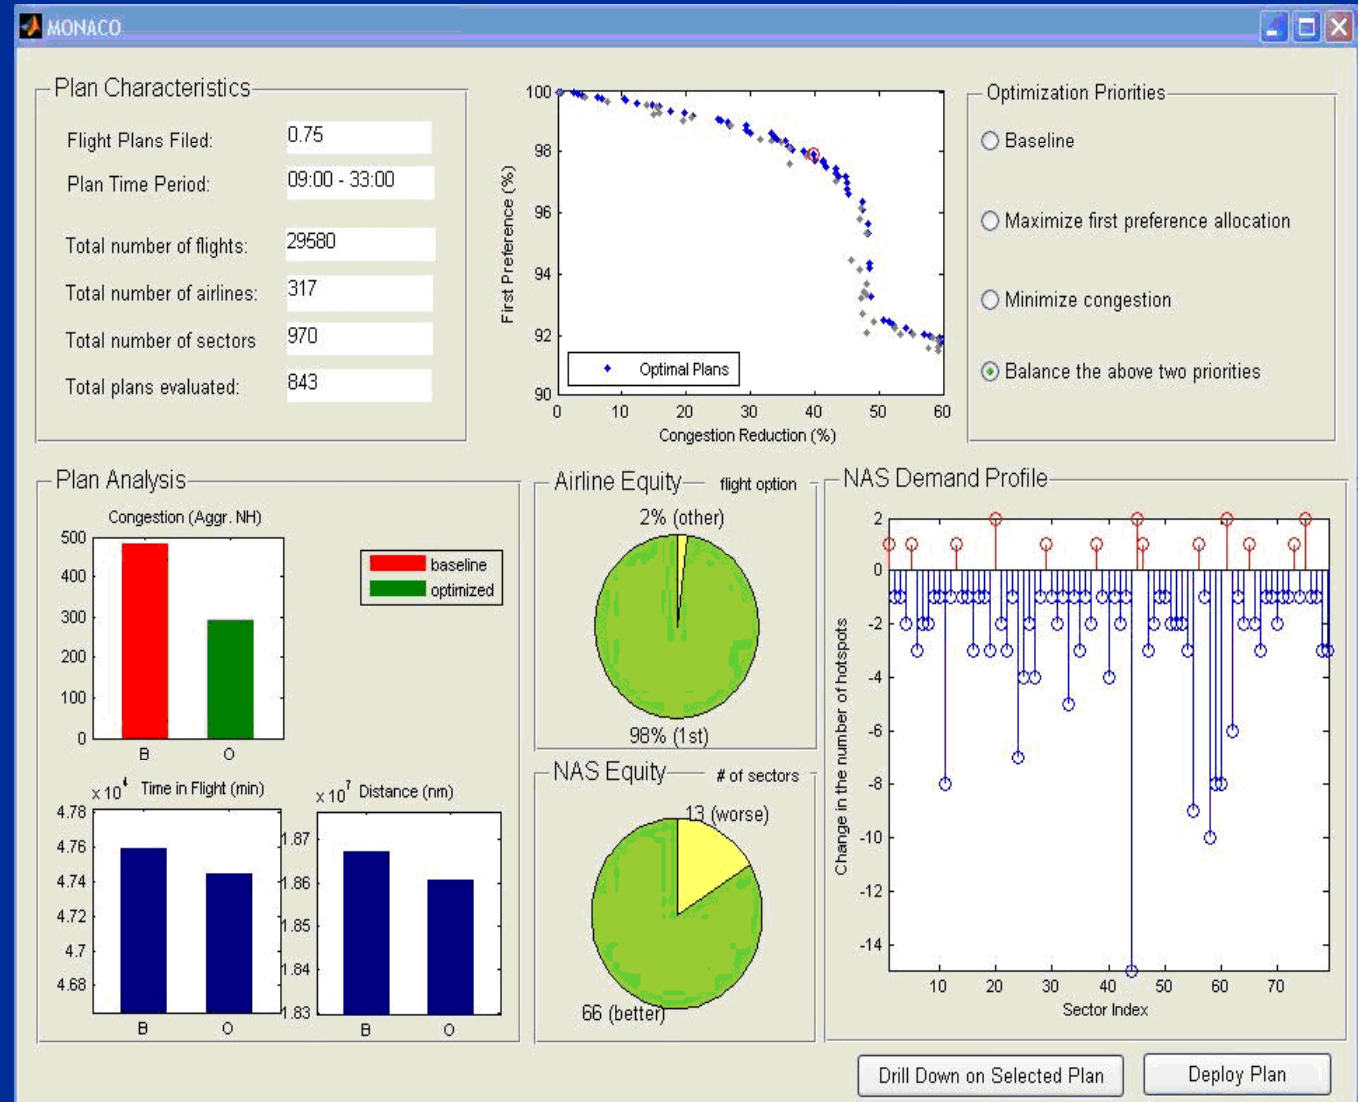 MONACO
Plan Characteristics
Flight Plans Filed: 0.75
Plan Time Period: 09:00 - 33:00
Total number of flights: 29580
Total number of airlines: 317
Total number of sectors 970
Total plans evaluated: 843
100
98
96
94
92
90
First Preference (%)
Optimal Plans
0 10 20 30 40 50 60
Congestion Reduction (%)
Optimization Priorities
Baseline
Maximize first preference allocation
Minimize congestion
Balance the above two priorities
Plan Analysis
Congestion (Aggr. NH)
500
400
300
200
100
0
B O
baseline
optimized
x 10⁴ Time in Flight (min)
4.78
4.76
4.74
4.72
4.7
4.68
B O
x 10⁷ Distance (nm)
1.87
1.86
1.85
1.84
1.83
B O
Airline Equity flight option
2% (other)
98% (1st)
NAS Equity # of sectors
13 (worse)
66 (better)
NAS Demand Profile
2
0
-2
-4
-6
-8
-10
-12
-14
Change in the number of hotspots
10 20 30 40 50 60 70
Sector Index
Drill Down on Selected Plan
Deploy Plan